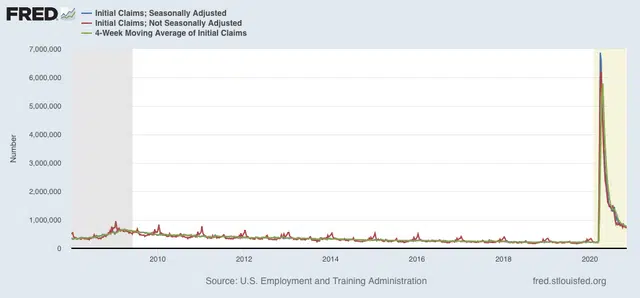 FRED
Initial Claims; Seasonally Adjusted
Initial Claims; Not Seasonally Adjusted
4-Week Moving Average of Initial Claims
Number
7,000,000
6,000,000
5,000,000
4,000,000
3,000,000
2,000,000
1,000,000
0
2010 2012 2014 2016 2018 2020
Source: U.S. Employment and Training Administration fred.stlouisfed.org